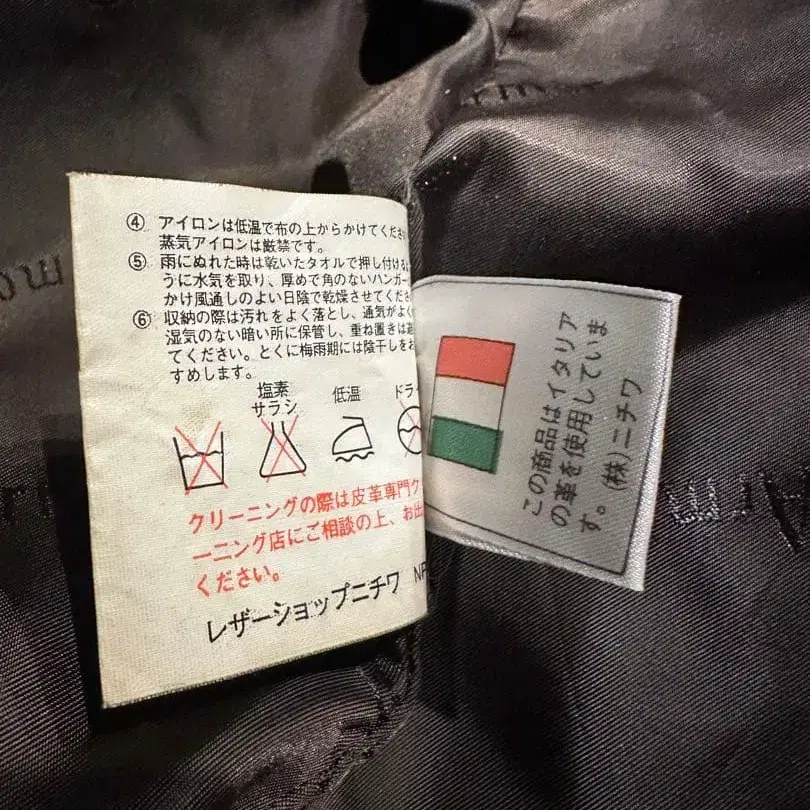 ④ アイロンは低温で布の上からかけてくださ
蒸気アイロンは厳禁です。
⑤ 雨にぬれた時は乾いたタオルで押し付ける
うに水気を取り、厚めで角のないハンガー
かけ風通しのよい日陰で乾燥させてくだ
⑥ 収納の際は汚れをよく落とし、通気がよく
湿気のない暗い所に保管し、重ね置きは
てください。とくに梅雨期には陰干しをお
すめします。
塩素
サラシ
低温
ドラ
クリーニングの際は皮革専門ク
ーニング店にご相談の上、お出
ください。
レザーショップニチワ NP
この商品はイタリア
の革を使用していま
す。(株)ニチワ